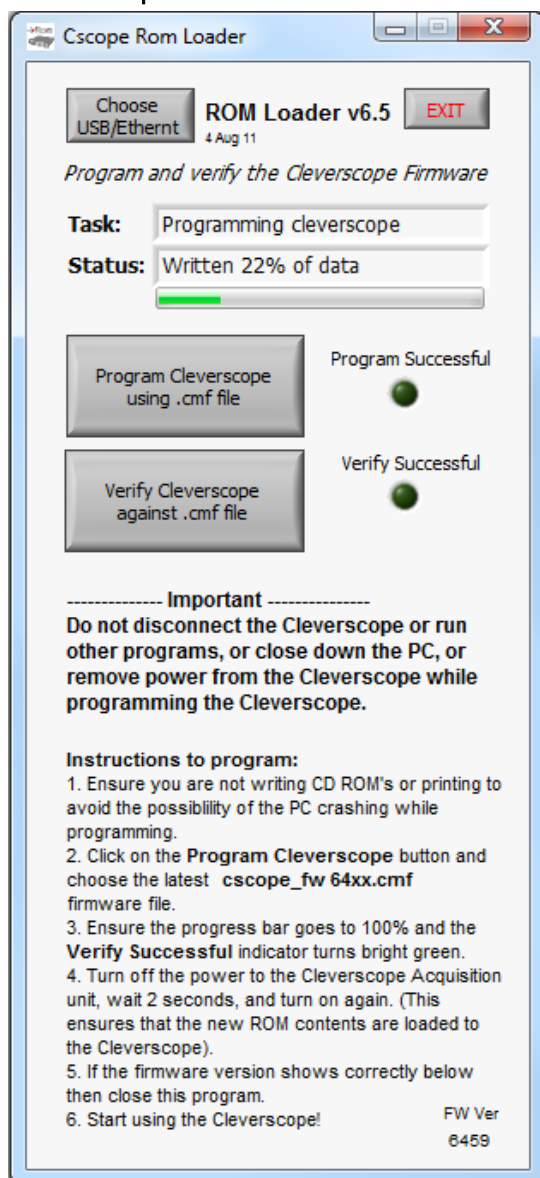 Cscope Rom Loader
Choose
USB/Ethernt
ROM Loader v6.5
4 Aug 11
EXIT
Program and verify the Cleverscope Firmware
Task:
Programming cleverscope
Status:
Written 22% of data
Program Cleverscope
using .cmf file
Program Successful
Verify Cleverscope
against .cmf file
Verify Successful
-------------- Important ---------------
Do not disconnect the Cleverscope or run
other programs, or close down the PC, or
remove power from the Cleverscope while
programming the Cleverscope.
Instructions to program:
1. Ensure you are not writing CD ROM's or printing to
avoid the possiblility of the PC crashing while
programming.
2. Click on the Program Cleverscope button and
choose the latest cscope_fw 64xx.cmf
firmware file.
3. Ensure the progress bar goes to 100% and the
Verify Successful indicator turns bright green.
4. Turn off the power to the Cleverscope Acquisition
unit, wait 2 seconds, and turn on again. (This
ensures that the new ROM contents are loaded to
the Cleverscope).
5. If the firmware version shows correctly below
then close this program.
6. Start using the Cleverscope!
FW Ver
6459